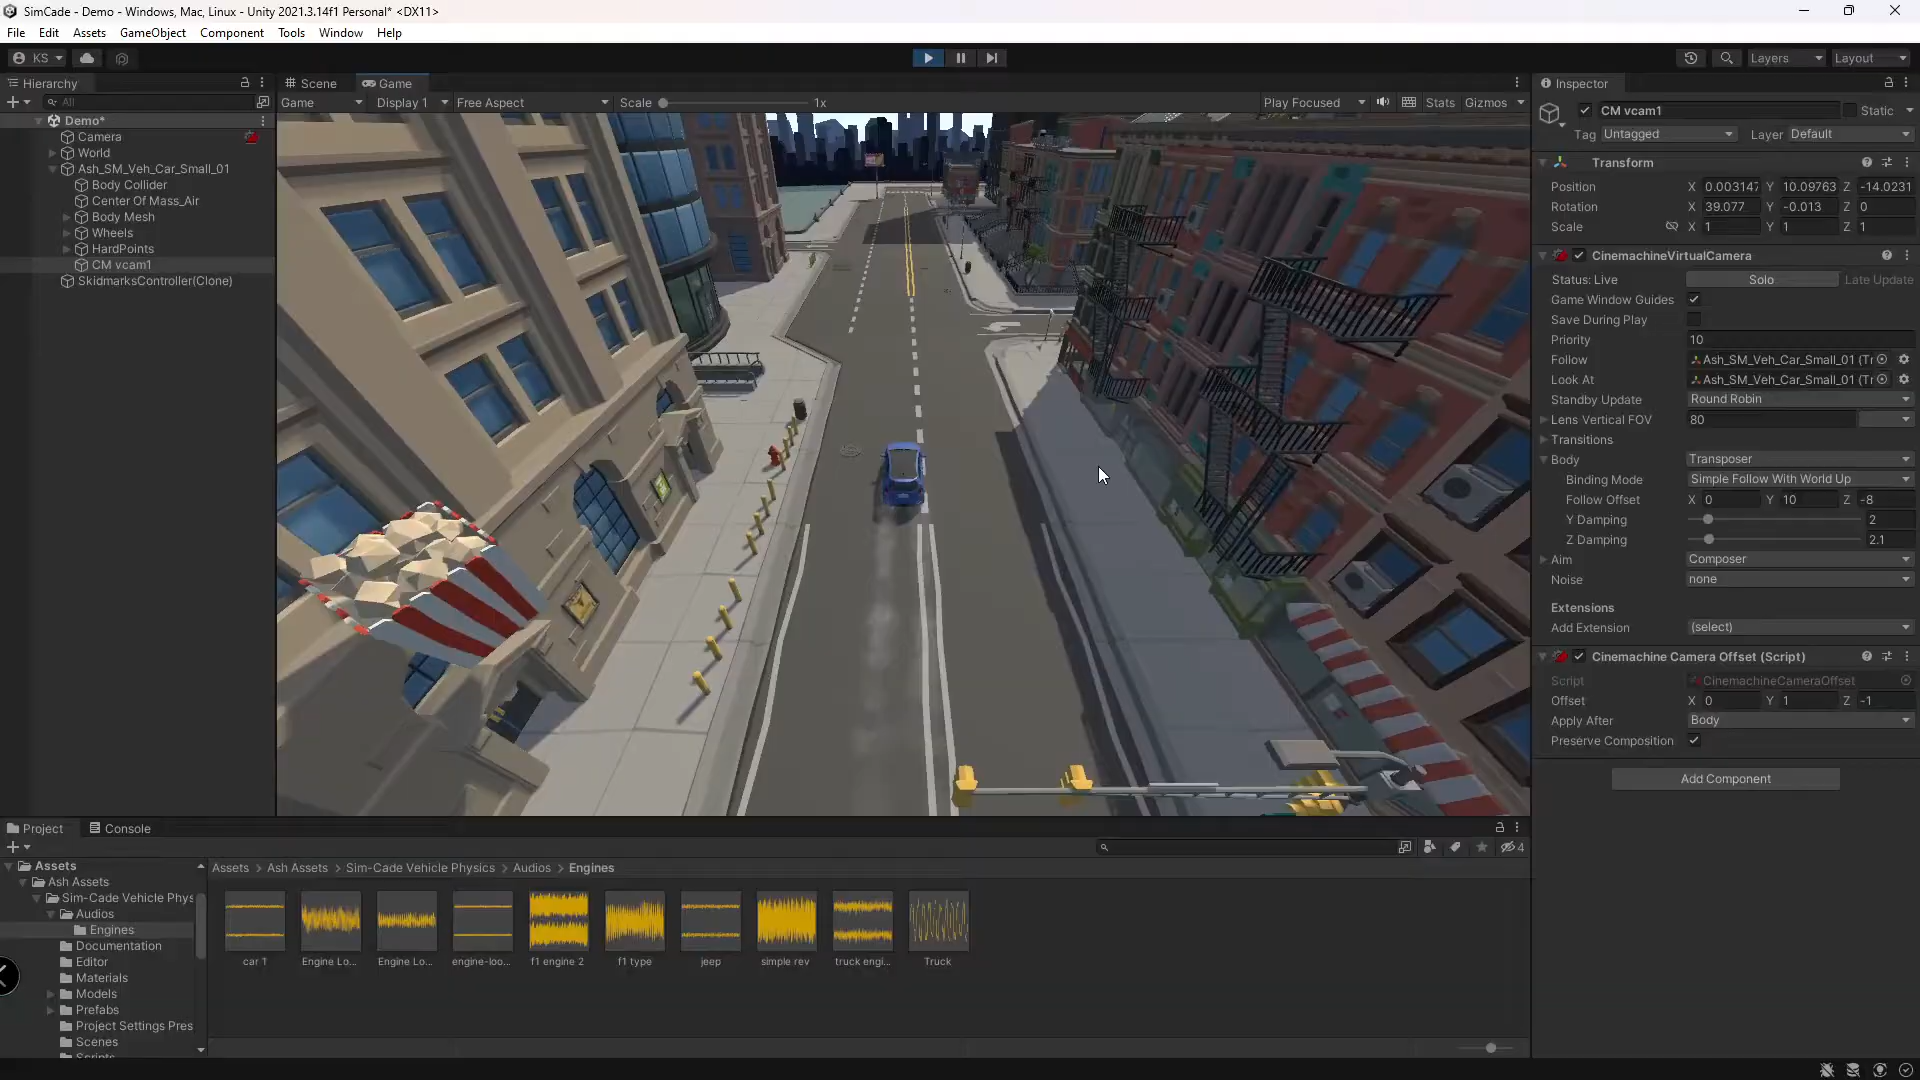 SimCade - Demo - Windows, Mac, Linux - Unity 2021.3.14f1 Personal* <DX11>
File Edit Assets GameObject Component Tools Window Help
KS
Layers Layout
Hierarchy
All
Demo*
Camera
World
Ash_SM_Veh_Car_Small_01
Body Collider
Center Of Mass_Air
Body Mesh
Wheels
HardPoints
CM vcam1
SkidmarksController(Clone)
Scene Game
Game Display 1 Free Aspect Scale 1x Play Focused Stats Gizmos
Inspector
CM vcam1 Static
Tag Untagged Layer Default
Transform
Position X 0.003147 Y 10.09763 Z -14.0231
Rotation X 39.077 Y -0.013 Z 0
Scale X 1 Y 1 Z 1
CinemachineVirtualCamera
Status: Live Solo Late Update
Game Window Guides
Save During Play
Priority 10
Follow Ash_SM_Veh_Car_Small_01 (Tr
Look At Ash_SM_Veh_Car_Small_01 (Tr
Standby Update Round Robin
Lens Vertical FOV 80
Transitions
Body Transposer
Binding Mode Simple Follow With World Up
Follow Offset X 0 Y 10 Z -8
Y Damping 2
Z Damping 2.1
Aim Composer
Noise none
Extensions
Add Extension (select)
Cinemachine Camera Offset (Script)
Script CinemachineCameraOffset
Offset X 0 Y 1 Z -1
Apply After Body
Preserve Composition
Add Component
Project Console
4
Assets
Ash Assets
Sim-Cade Vehicle Phys
Audios
Engines
Documentation
Editor
Materials
Models
Prefabs
Project Settings Pres
Scenes
Scripts
Assets > Ash Assets > Sim-Cade Vehicle Physics > Audios > Engines
car 1 Engine Lo... Engine Lo... engine-loo... f1 engine 2 f1 type jeep simple rev truck engi... Truck